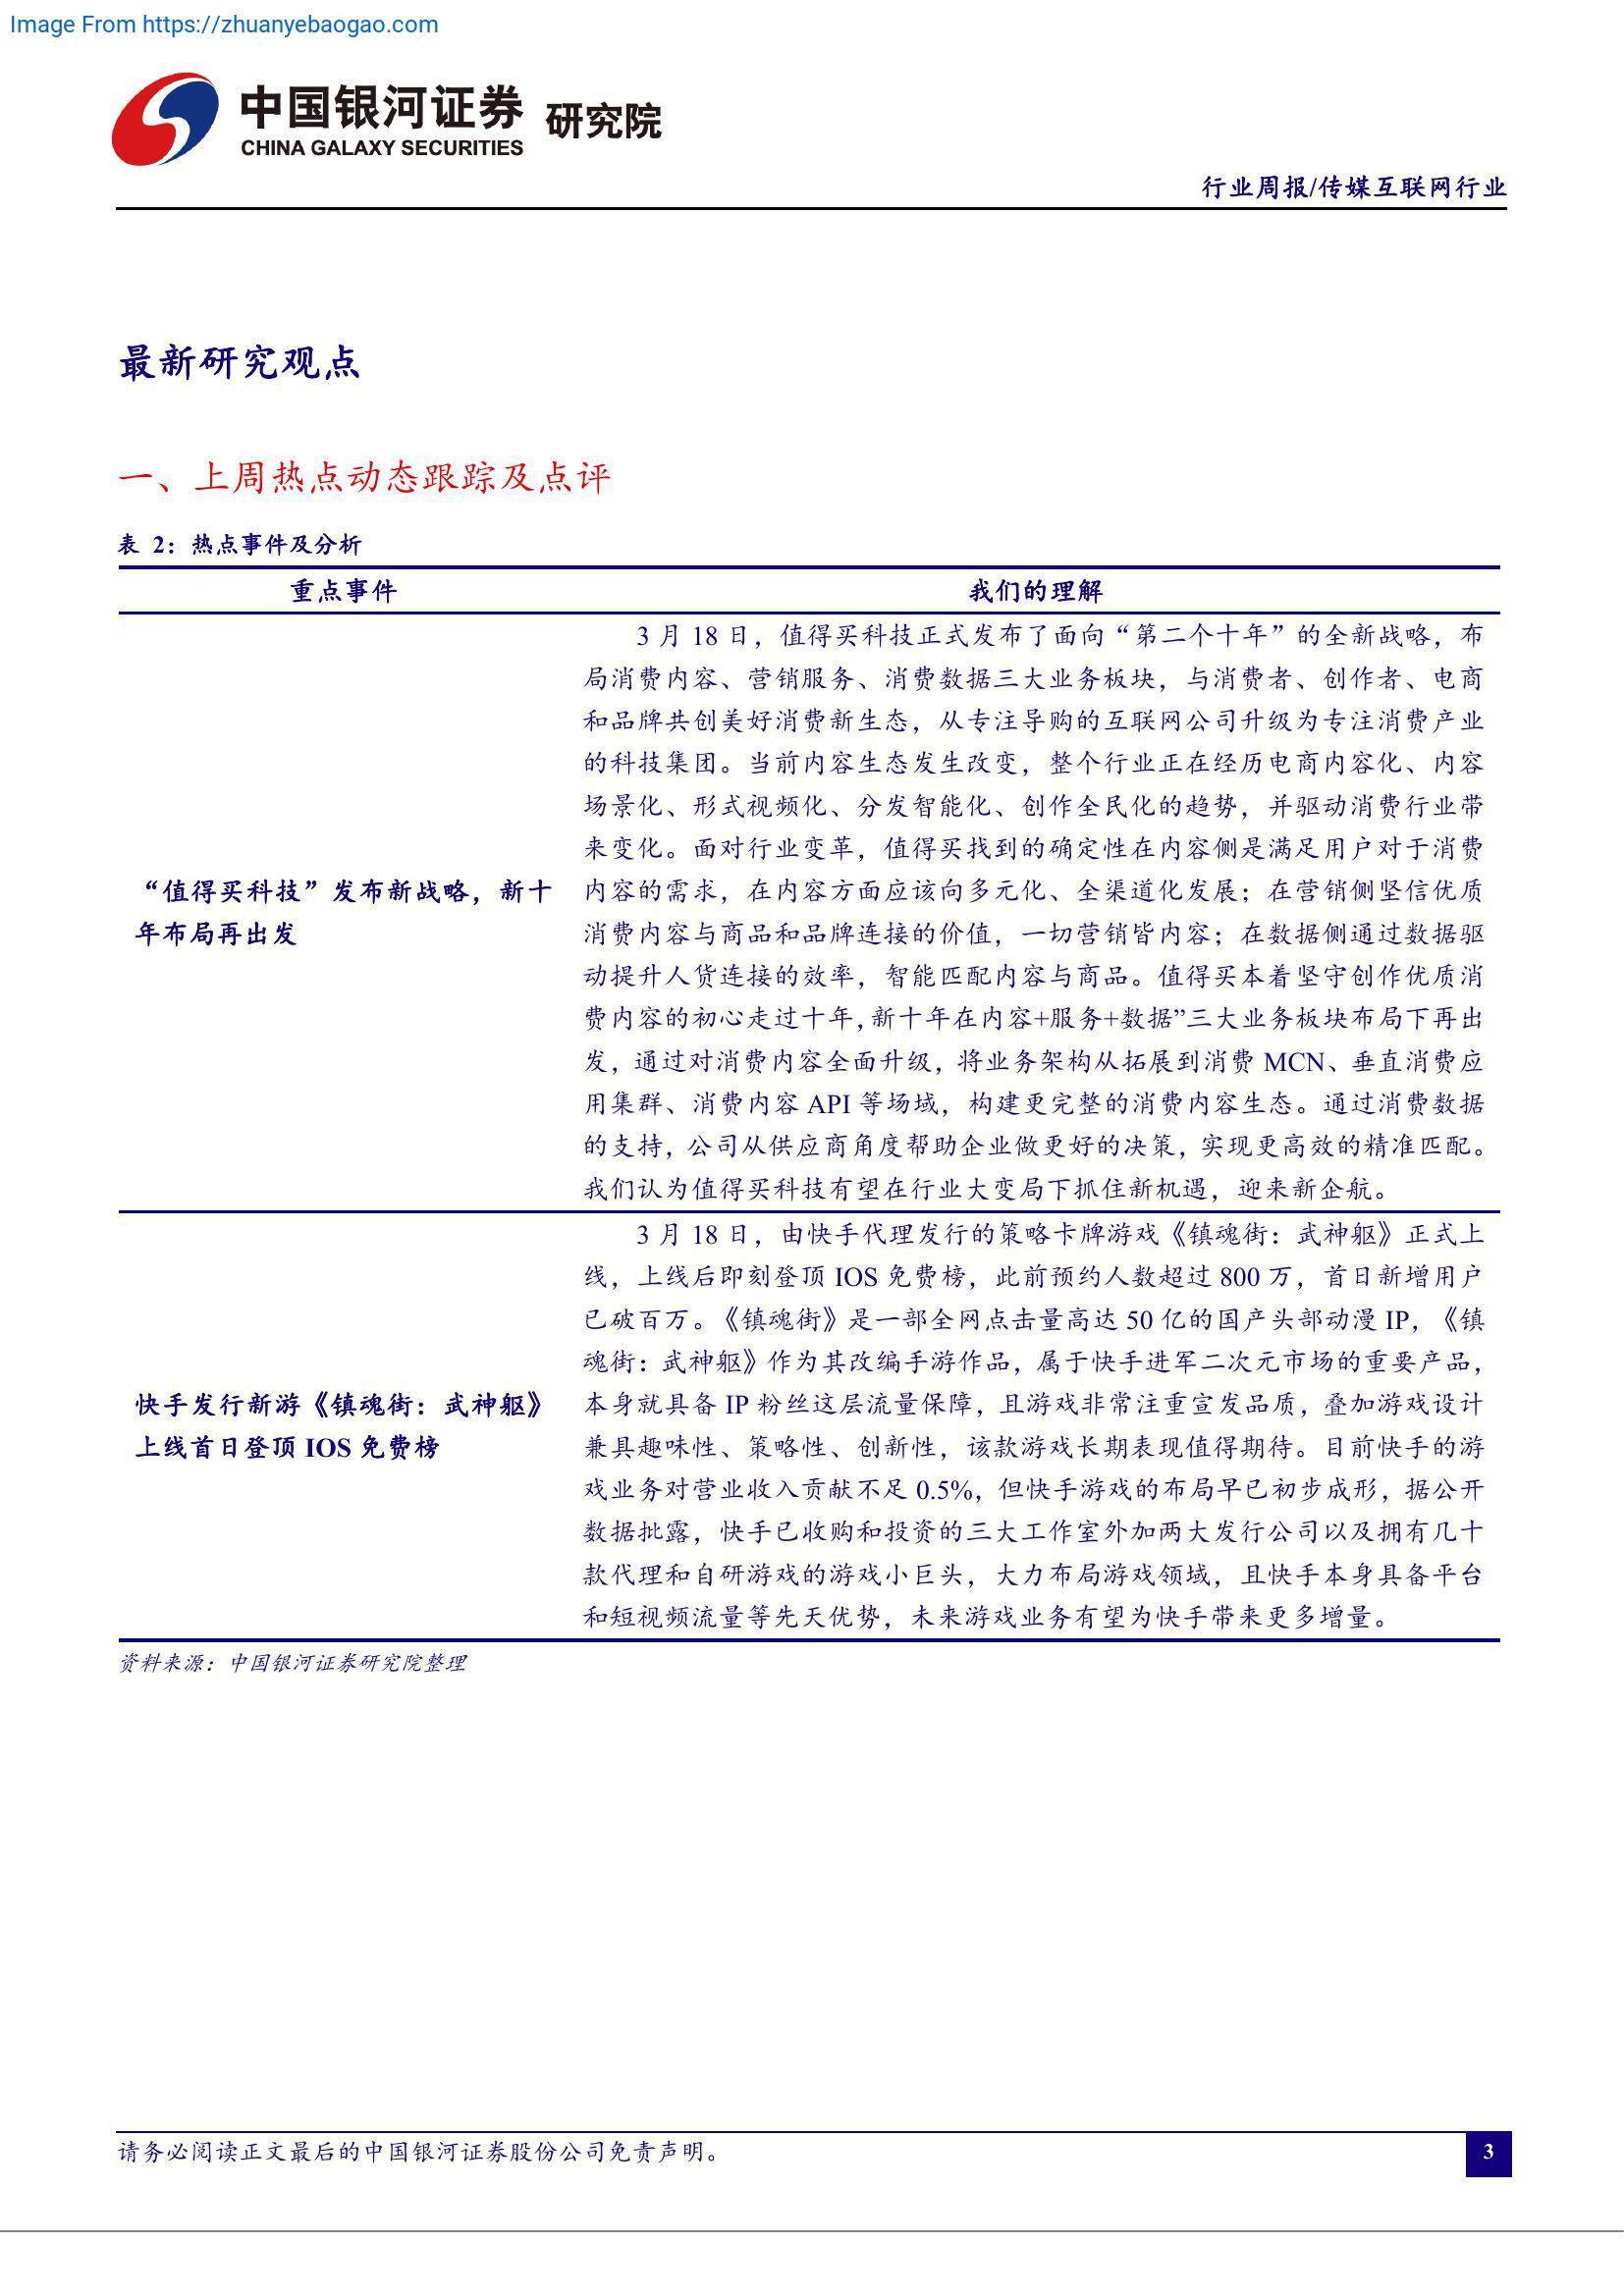 Image From https://zhuanyebaogao.com
中国银河证券 研究院
CHINA GALAXY SECURITIES
行业周报/传媒互联网行业
最新研究观点
一、上周热点动态跟踪及点评
表 2：热点事件及分析
重点事件 我们的理解
“值得买科技”发布新战略，新十
年布局再出发
3 月 18 日，值得买科技正式发布了面向“第二个十年”的全新战略，布
局消费内容、营销服务、消费数据三大业务板块，与消费者、创作者、电商
和品牌共创美好消费新生态，从专注导购的互联网公司升级为专注消费产业
的科技集团。当前内容生态发生改变，整个行业正在经历电商内容化、内容
场景化、形式视频化、分发智能化、创作全民化的趋势，并驱动消费行业带
来变化。面对行业变革，值得买找到的确定性在内容侧是满足用户对于消费
内容的需求，在内容方面应该向多元化、全渠道化发展；在营销侧坚信优质
消费内容与商品和品牌连接的价值，一切营销皆内容；在数据侧通过数据驱
动提升人货连接的效率，智能匹配内容与商品。值得买本着坚守创作优质消
费内容的初心走过十年，新十年在内容+服务+数据”三大业务板块布局下再出
发，通过对消费内容全面升级，将业务架构从拓展到消费 MCN、垂直消费应
用集群、消费内容 API 等场域，构建更完整的消费内容生态。通过消费数据
的支持，公司从供应商角度帮助企业做更好的决策，实现更高效的精准匹配。
我们认为值得买科技有望在行业大变局下抓住新机遇，迎来新企航。
快手发行新游《镇魂街：武神躯》
上线首日登顶 IOS 免费榜
3 月 18 日，由快手代理发行的策略卡牌游戏《镇魂街：武神躯》正式上
线，上线后即刻登顶 IOS 免费榜，此前预约人数超过 800 万，首日新增用户
已破百万。《镇魂街》是一部全网点击量高达 50 亿的国产头部动漫 IP，《镇
魂街：武神躯》作为其改编手游作品，属于快手进军二次元市场的重要产品，
本身就具备 IP 粉丝这层流量保障，且游戏非常注重宣发品质，叠加游戏设计
兼具趣味性、策略性、创新性，该款游戏长期表现值得期待。目前快手的游
戏业务对营业收入贡献不足 0.5%，但快手游戏的布局早已初步成形，据公开
数据批露，快手已收购和投资的三大工作室外加两大发行公司以及拥有几十
款代理和自研游戏的游戏小巨头，大力布局游戏领域，且快手本身具备平台
和短视频流量等先天优势，未来游戏业务有望为快手带来更多增量。
资料来源：中国银河证券研究院整理
请务必阅读正文最后的中国银河证券股份公司免责声明。
3